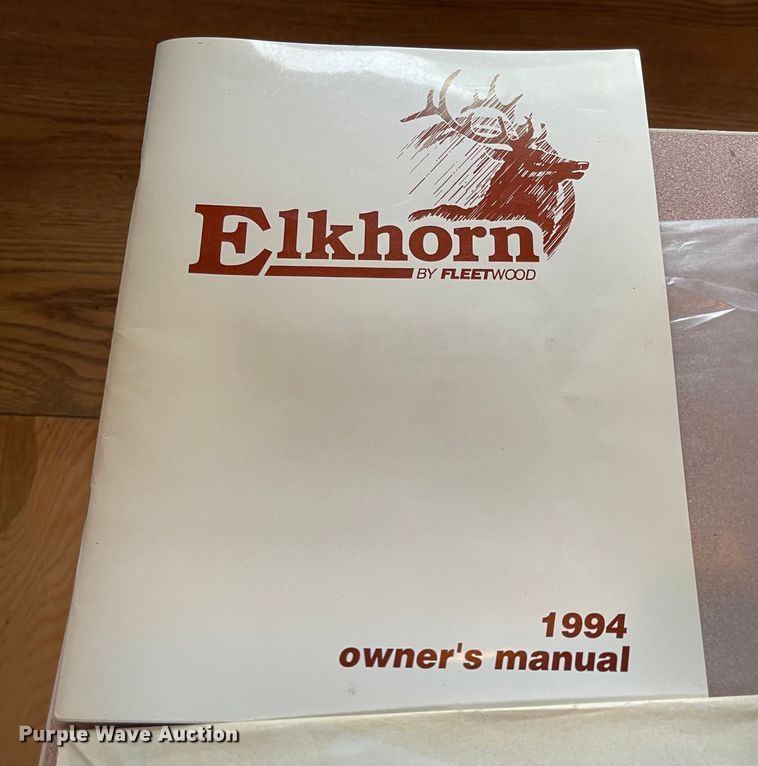 Elkhorn
BY FLEETWOOD
1994
owner's manual
Purple Wave Auction